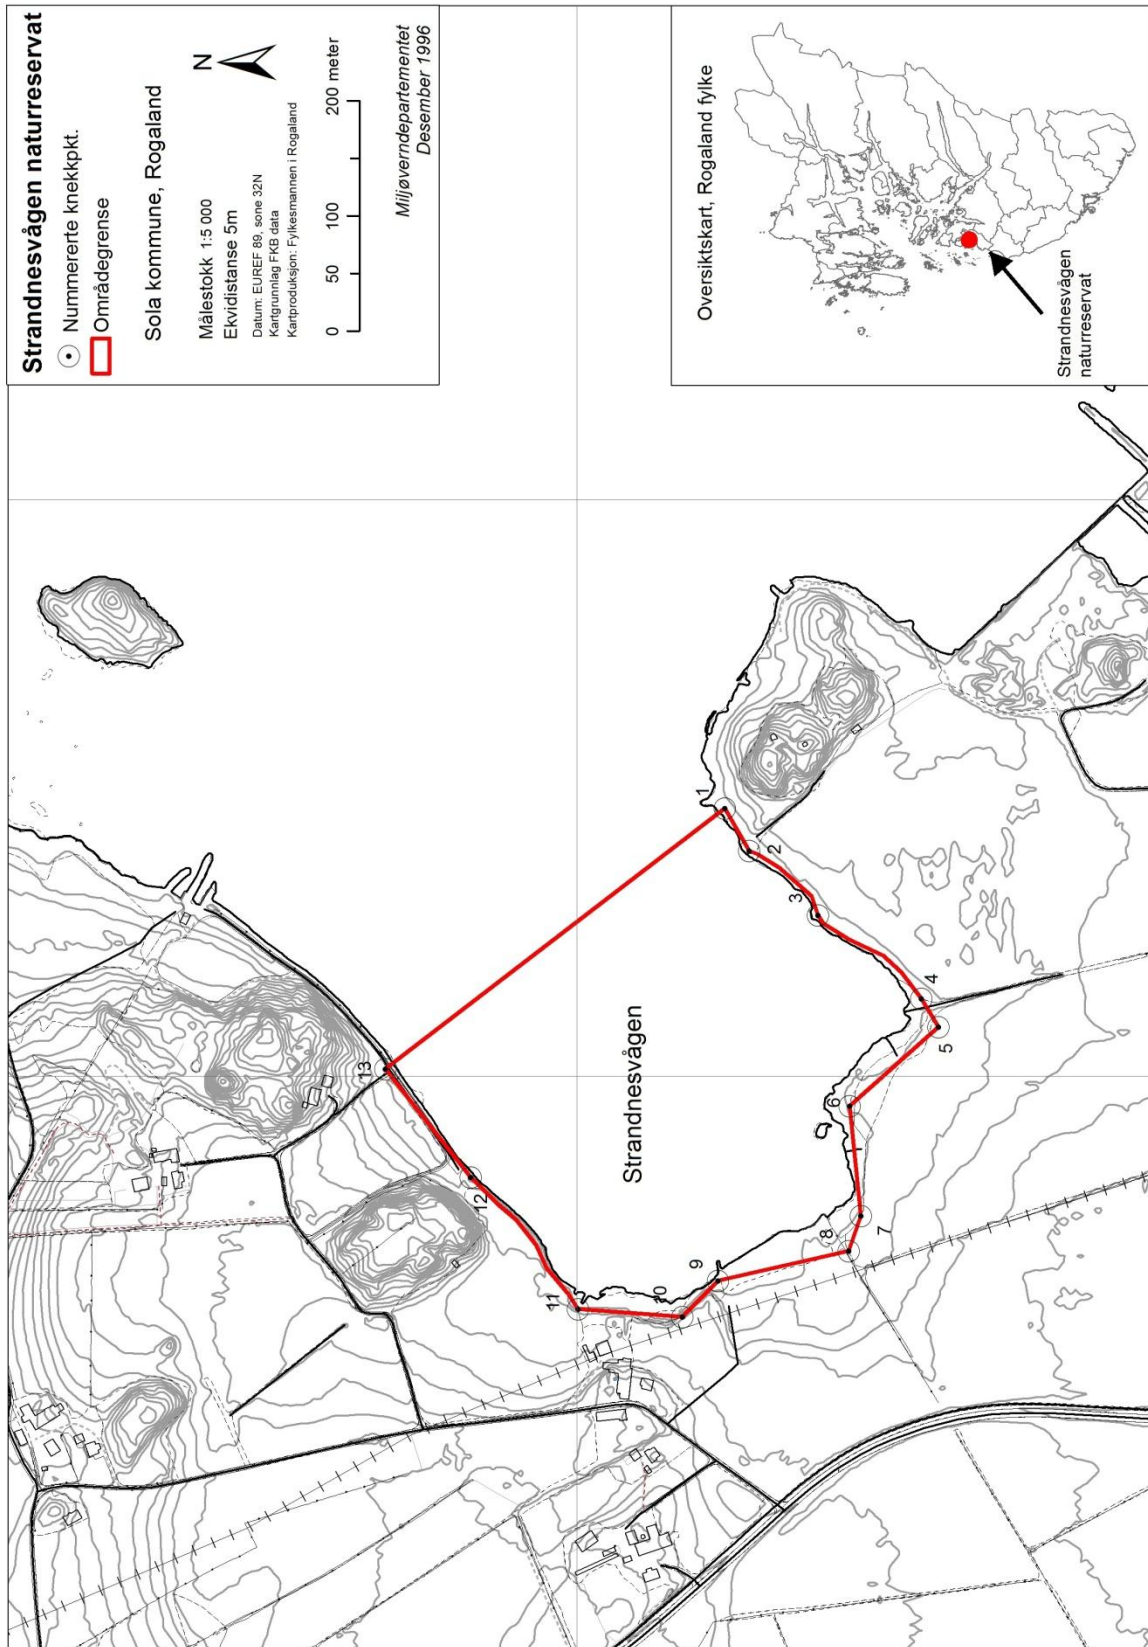 Strandnesvågen naturreservat
Nummererte knekkpkt.
Områdegrense
Sola kommune, Rogaland
Målestokk 1:5 000
Ekvidistanse 5m
Datum: EUREF 89, sone 32N
Kartgrunnlag FKB data
Kartproduksjon: Fylkesmannen i Rogaland
N
0 50 100 200 meter
Miljøverndepartementet
Desember 1996
Oversiktskart, Rogaland fylke
Strandnesvågen
naturreservat
Strandnesvågen
1
2
3
4
5
6
7
8
9
10
11
12
13